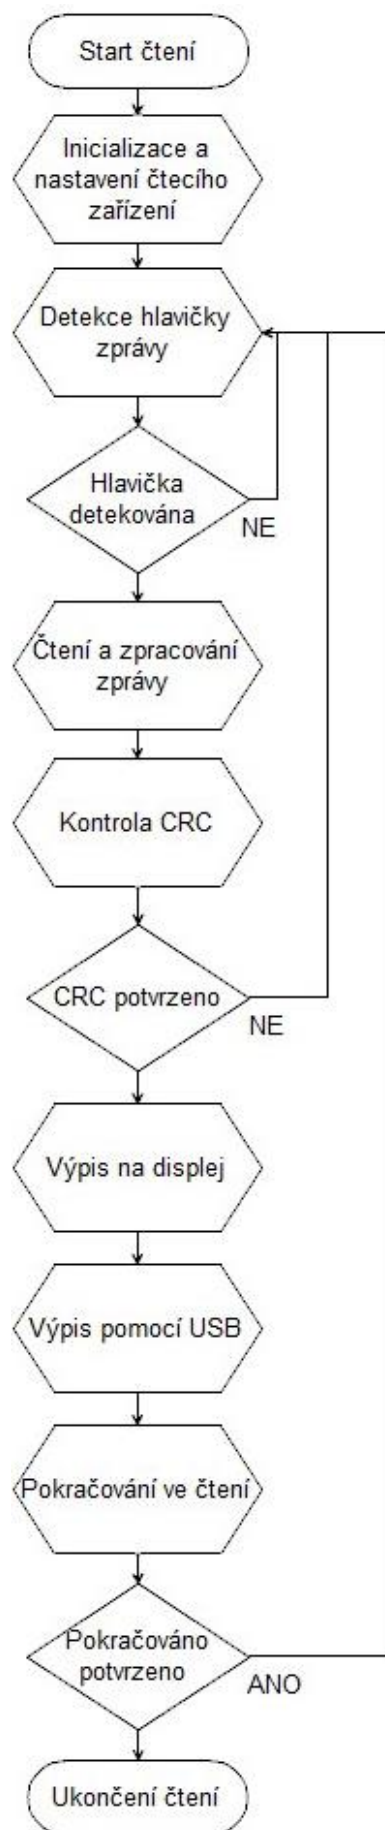 Start čtení
Inicializace a
nastavení čtecího
zařízení
Detekce hlavičky
zprávy
Hlavička
detekována
NE
Čtení a zpracování
zprávy
Kontrola CRC
CRC potvrzeno
NE
Výpis na displej
Výpis pomocí USB
Pokračování ve čtení
Pokračováno
potvrzeno
ANO
Ukončení čtení